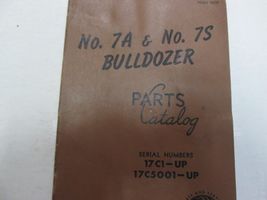 No. 7A & No. 7S
BULLDOZER
PARTS
Catalog
SERIAL NUMBERS
17C1-UP
17C5001-UP